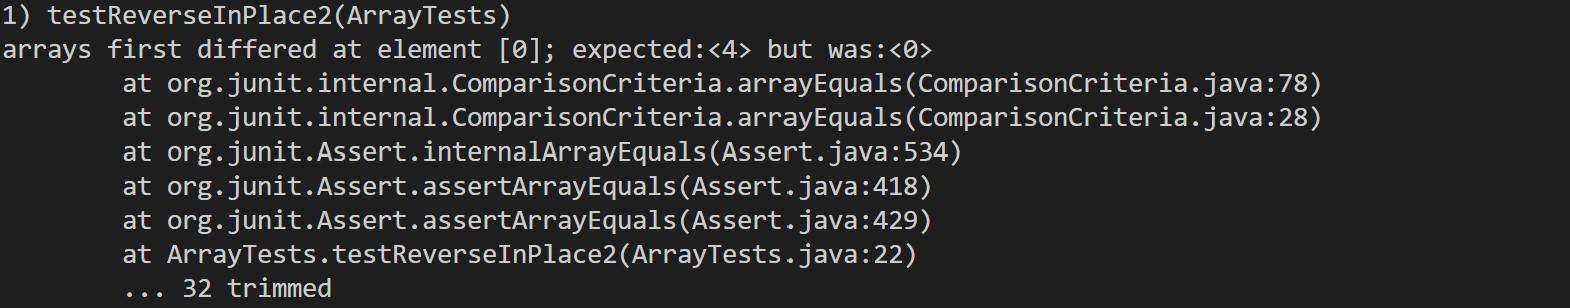 1) testReverseInPlace2(ArrayTests)
arrays first differed at element [0]; expected:<4> but was:<0>
at org.junit.internal.ComparisonCriteria.arrayEquals(ComparisonCriteria.java:78)
at org.junit.internal.ComparisonCriteria.arrayEquals(ComparisonCriteria.java:28)
at org.junit.Assert.internalArrayEquals(Assert.java:534)
at org.junit.Assert.assertArrayEquals(Assert.java:418)
at org.junit.Assert.assertArrayEquals(Assert.java:429)
at ArrayTests.testReverseInPlace2(ArrayTests.java:22)
... 32 trimmed